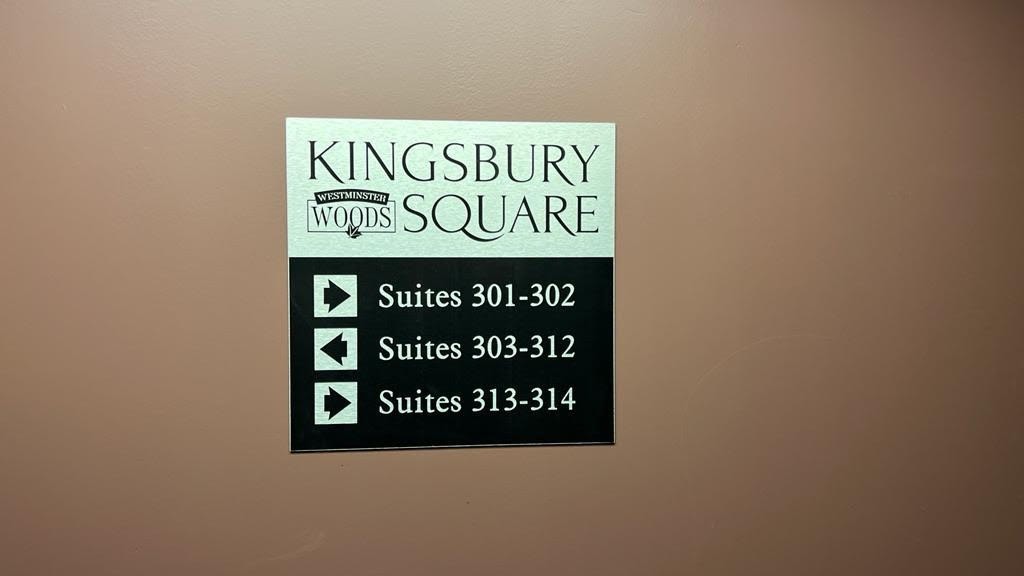 KINGSBURY
WESTMINSTER
WOODS
SQUARE
Suites 301-302
Suites 303-312
Suites 313-314